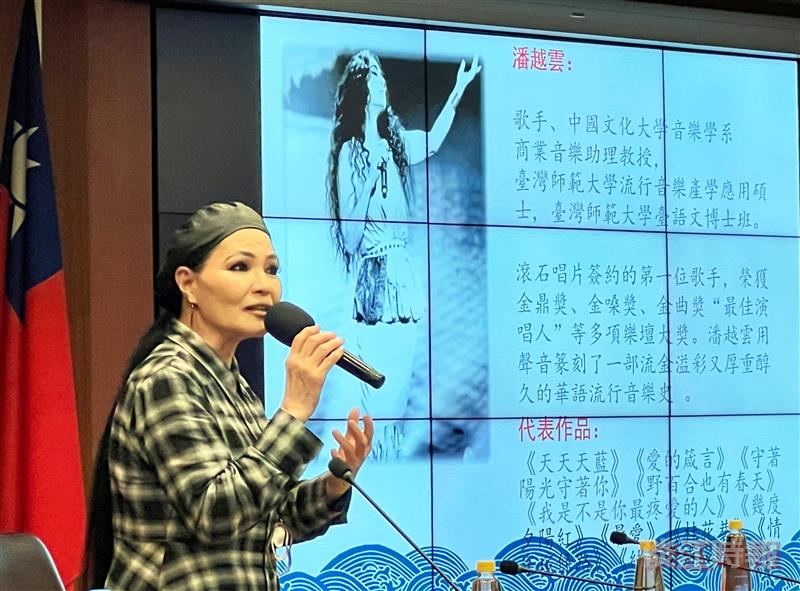 潘越雲:
歌手、中國文化大學音樂學系
商業音樂助理教授,
臺灣師範大學流行音樂產學應用碩
士,臺灣師範大學臺語文博士班。
滾石唱片簽約的第一位歌手,榮獲
金鼎獎、金嗓獎、金曲獎“最佳演
唱人”等多項樂壇大獎。潘越雲用
聲音篆刻了一部流金溢彩又厚重醇
久的華語流行音樂史 。
代表作品:
《天天天藍》《愛的箴言》《守著
陽光守著你》《野百合也有春天》
《我是不是你最疼愛的人》《幾度
夕陽紅》《最愛》《桂花巷》《情